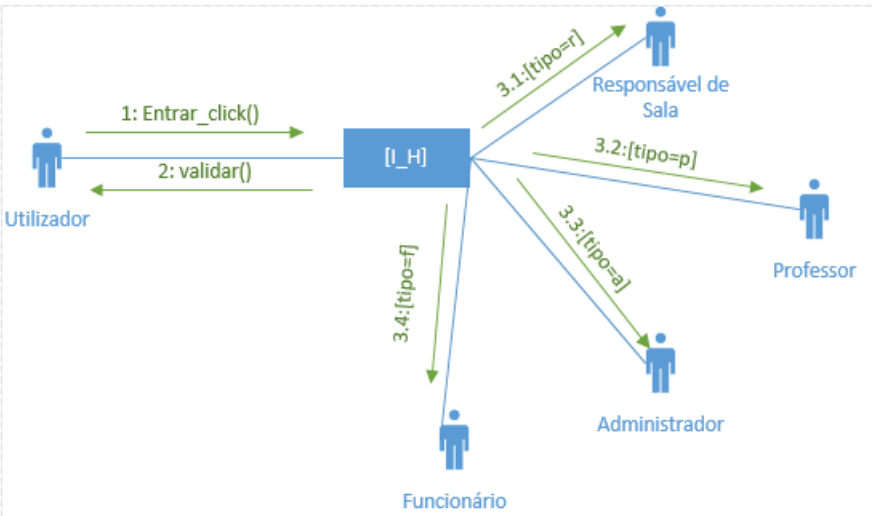 3.1:[tipo=r]
Responsável de
Sala
1: Entrar_click()
[I_H]
3.2:[tipo=p]
2: validar()
Utilizador
3.3:[tipo=a]
3.4:[tipo=f]
Professor
Administrador
Funcionário